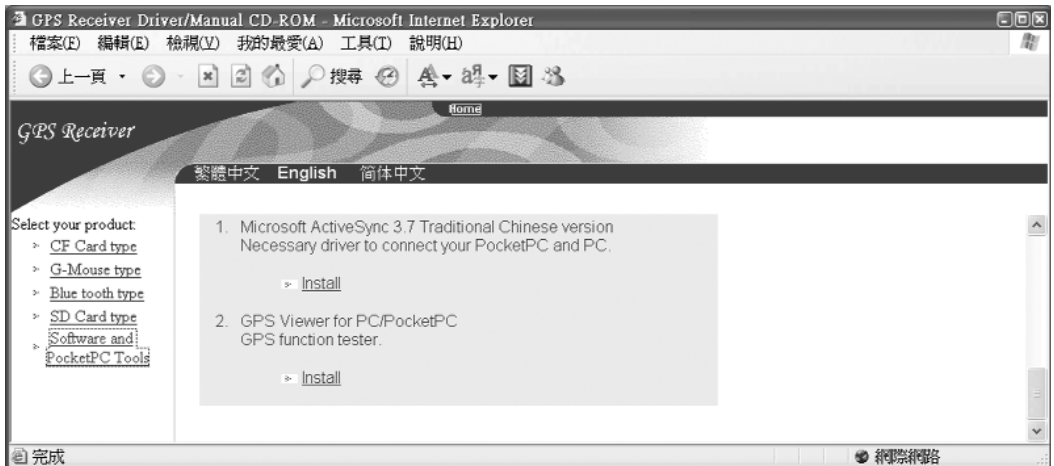 GPS Receiver Driver/Manual CD-ROM - Microsoft Internet Explorer
檔案(F) 編輯(E) 檢視(V) 我的最愛(A) 工具(T) 說明(H)
上一頁 搜尋
Home
GPS Receiver
繁體中文 English 简体中文
Select your product:
CF Card type
G-Mouse type
Blue tooth type
SD Card type
Software and
PocketPC Tools
1. Microsoft ActiveSync 3.7 Traditional Chinese version
Necessary driver to connect your PocketPC and PC.
Install
2. GPS Viewer for PC/PocketPC
GPS function tester.
Install
完成 網際網路